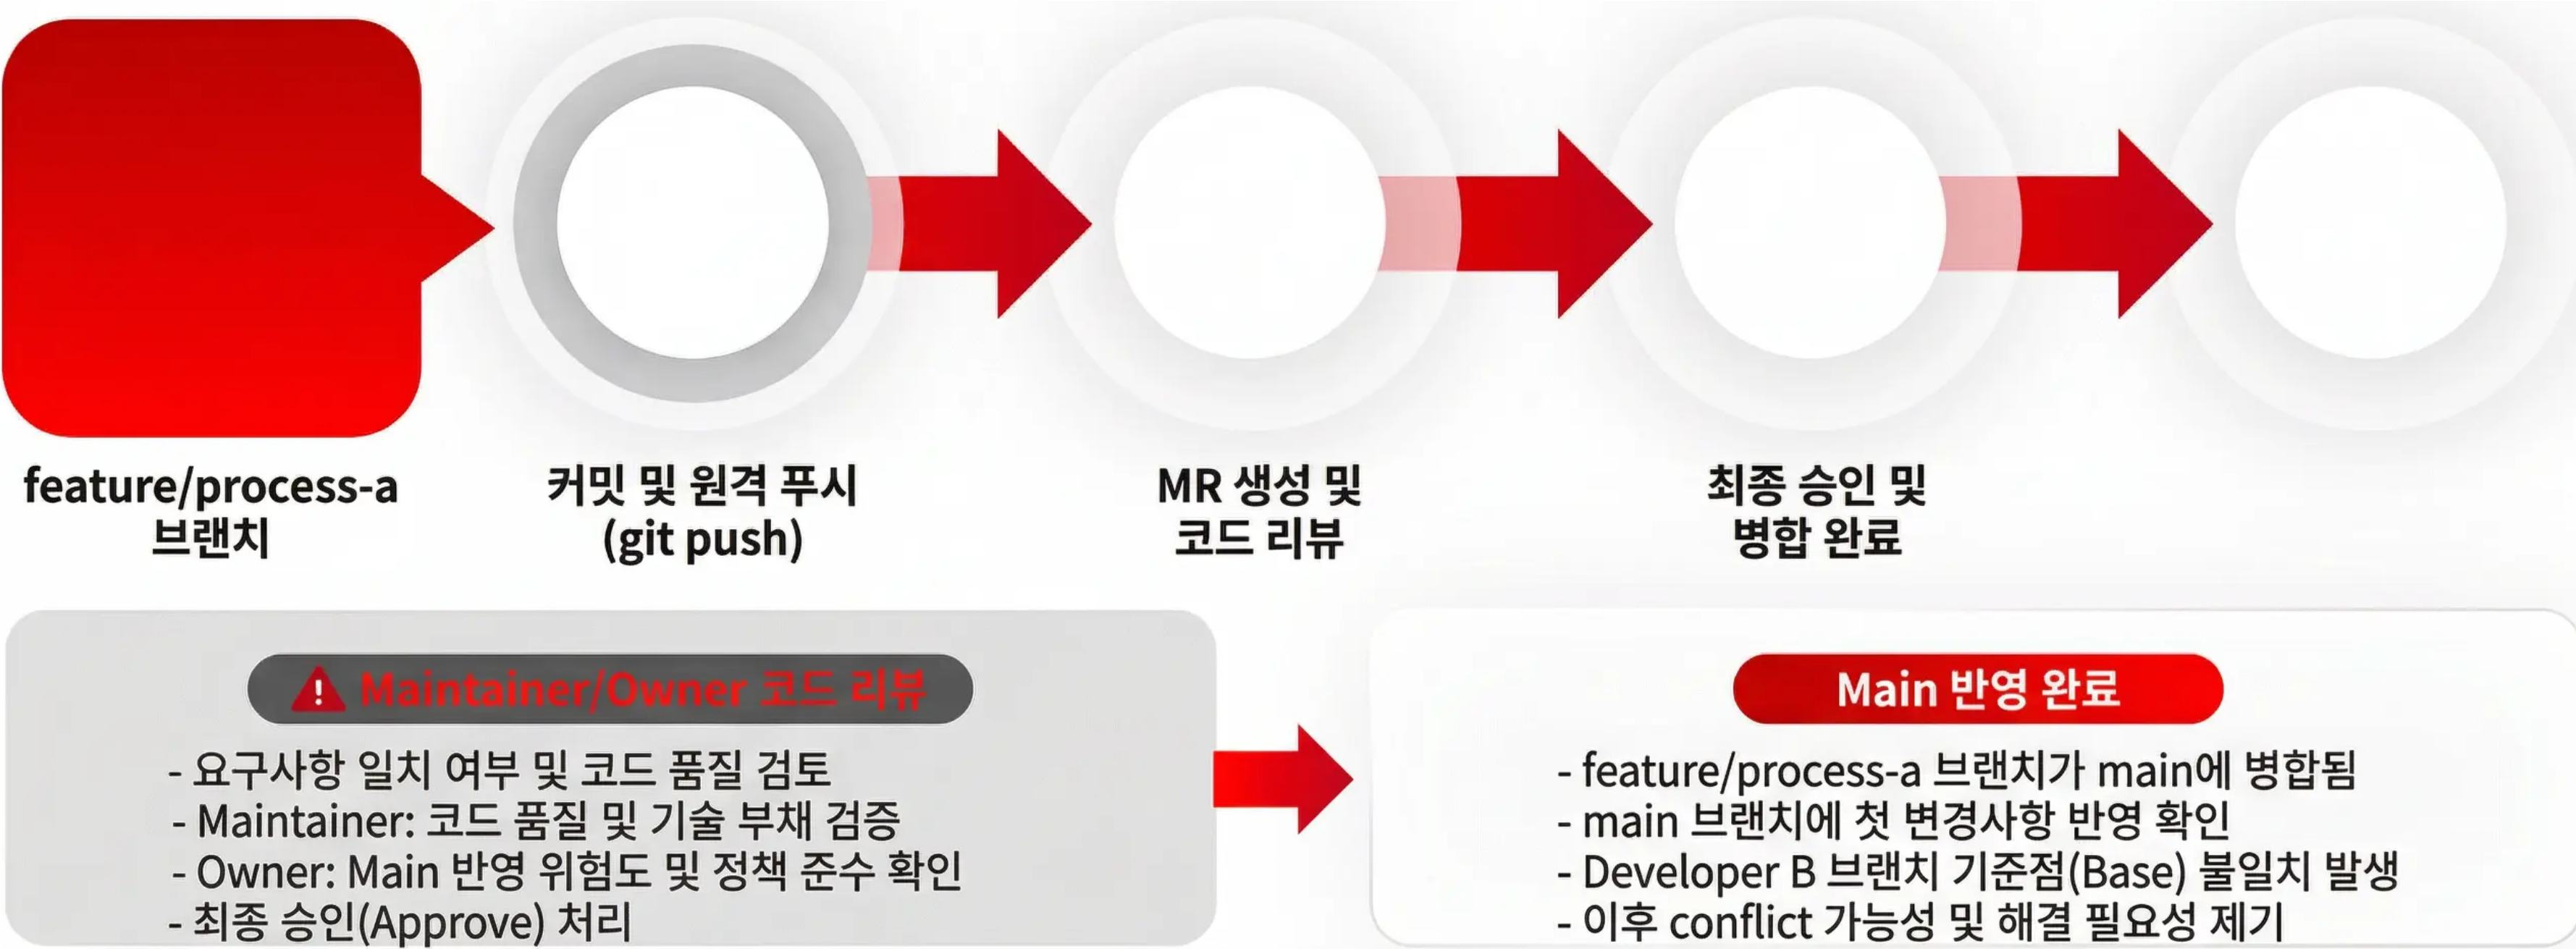 feature/process-a
브랜치
커밋 및 원격 푸시
(git push)
MR 생성 및
코드 리뷰
최종 승인 및
병합 완료
Maintainer/Owner 코드 리뷰
- 요구사항 일치 여부 및 코드 품질 검토
- Maintainer: 코드 품질 및 기술 부채 검증
- Owner: Main 반영 위험도 및 정책 준수 확인
- 최종 승인(Approve) 처리
Main 반영 완료
- feature/process-a 브랜치가 main에 병합됨
- main 브랜치에 첫 변경사항 반영 확인
- Developer B 브랜치 기준점(Base) 불일치 발생
- 이후 conflict 가능성 및 해결 필요성 제기